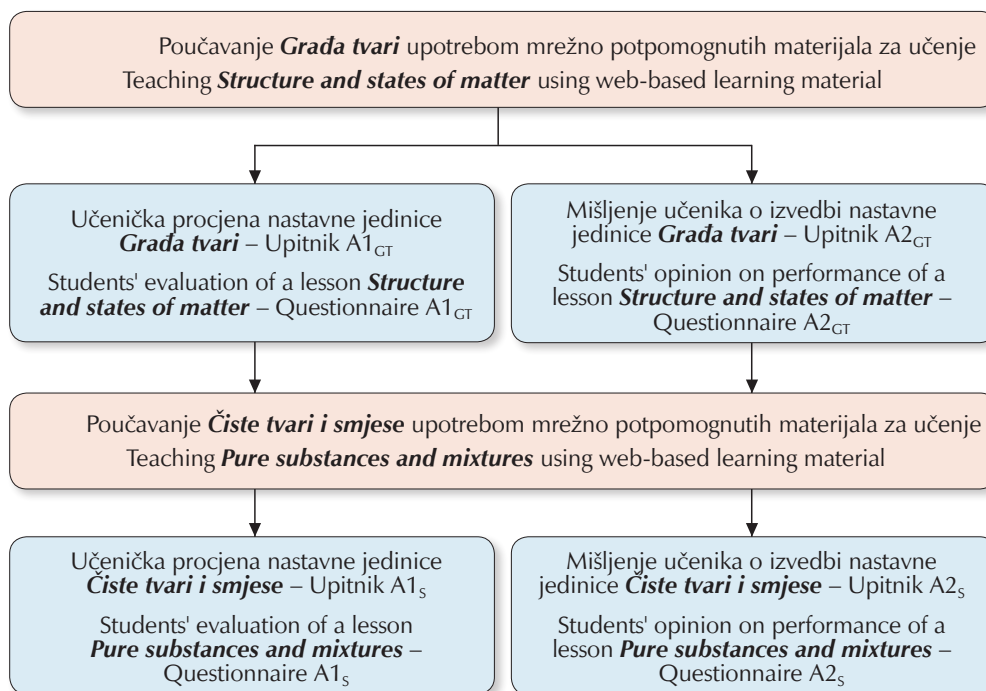 Poučavanje Građa tvari upotrebom mrežno potpomognutih materijala za učenje
Teaching Structure and states of matter using web-based learning material
Učenička procjena nastavne jedinice
Građa tvari – Upitnik A1GT
Students' evaluation of a lesson Structure
and states of matter – Questionnaire A1GT
Mišljenje učenika o izvedbi nastavne
jedinice Građa tvari – Upitnik A2GT
Students' opinion on performance of a
lesson Structure and states of matter –
Questionnaire A2GT
Poučavanje Čiste tvari i smjese upotrebom mrežno potpomognutih materijala za učenje
Teaching Pure substances and mixtures using web-based learning material
Učenička procjena nastavne jedinice
Čiste tvari i smjese – Upitnik A1S
Students' evaluation of a lesson
Pure substances and mixtures –
Questionnaire A1S
Mišljenje učenika o izvedbi nastavne
jedinice Čiste tvari i smjese – Upitnik A2S
Students' opinion on performance of a
lesson Pure substances and mixtures –
Questionnaire A2S